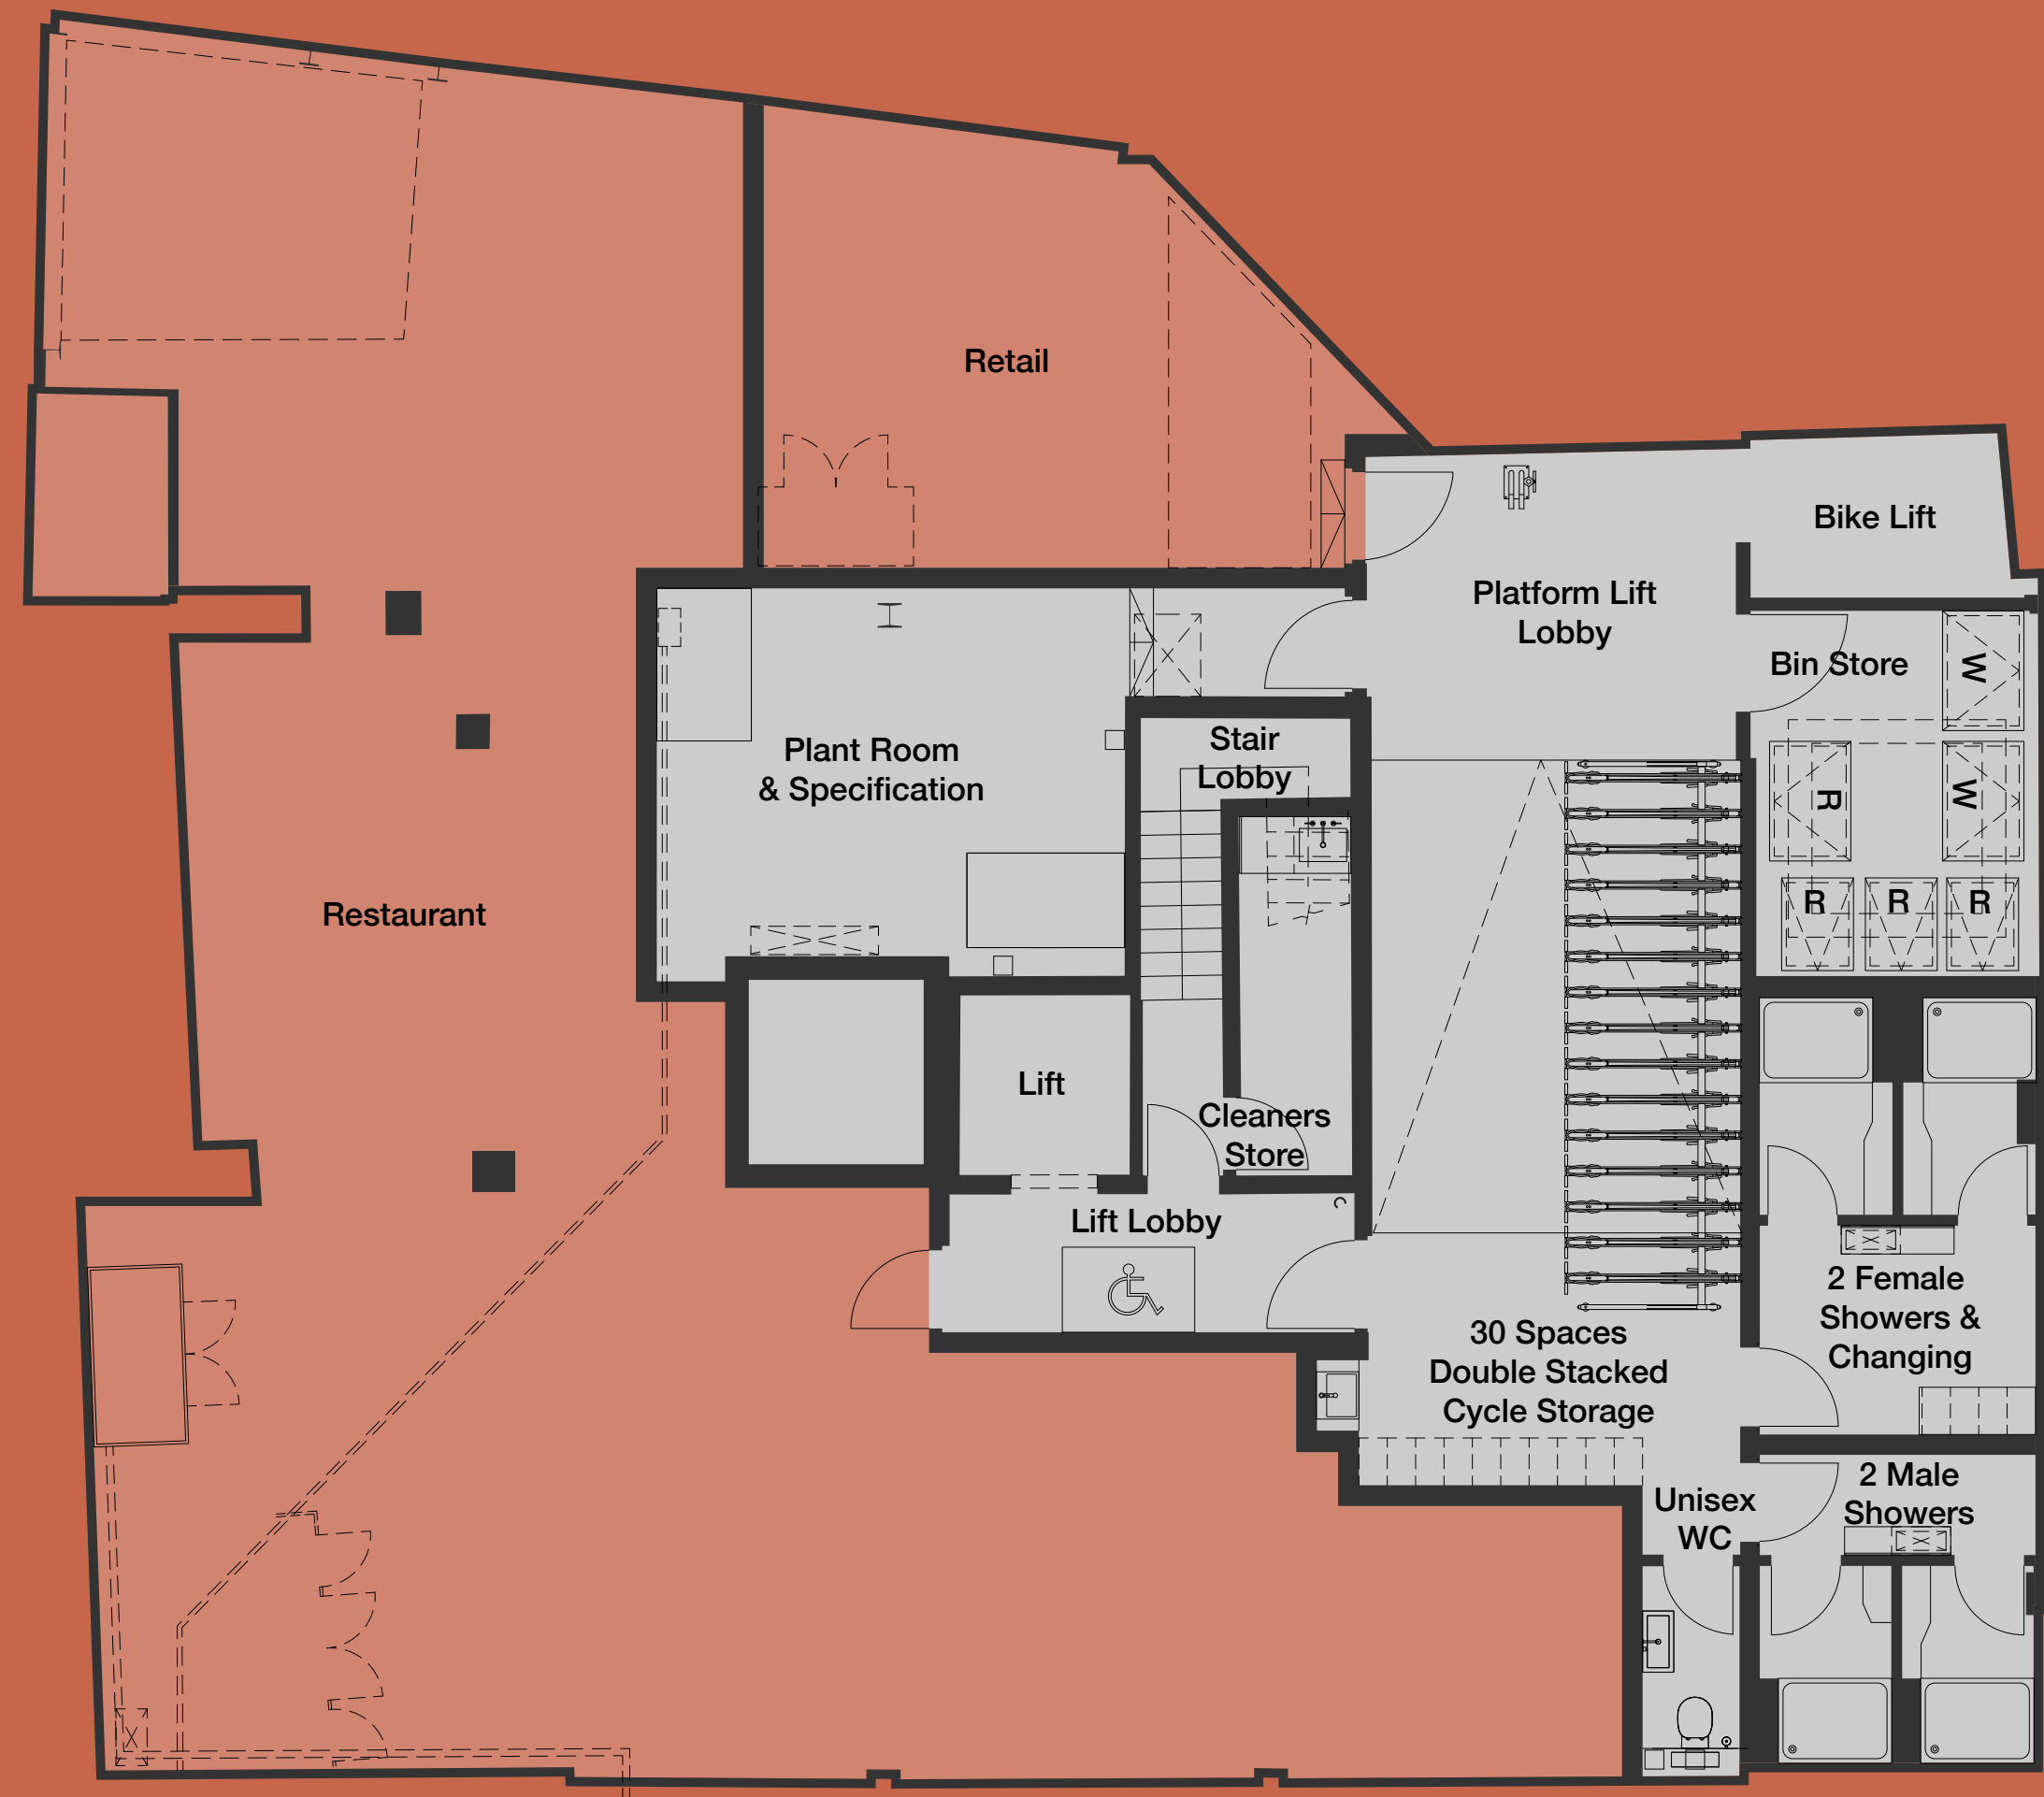 Retail
Bike Lift
Platform Lift
Lobby
Bin Store
W
Stair
Lobby
Plant Room
& Specification
R
W
Restaurant
R
R
R
Lift
Cleaners
Store
Lift Lobby
2 Female
Showers &
Changing
30 Spaces
Double Stacked
Cycle Storage
2 Male
Showers
Unisex
WC